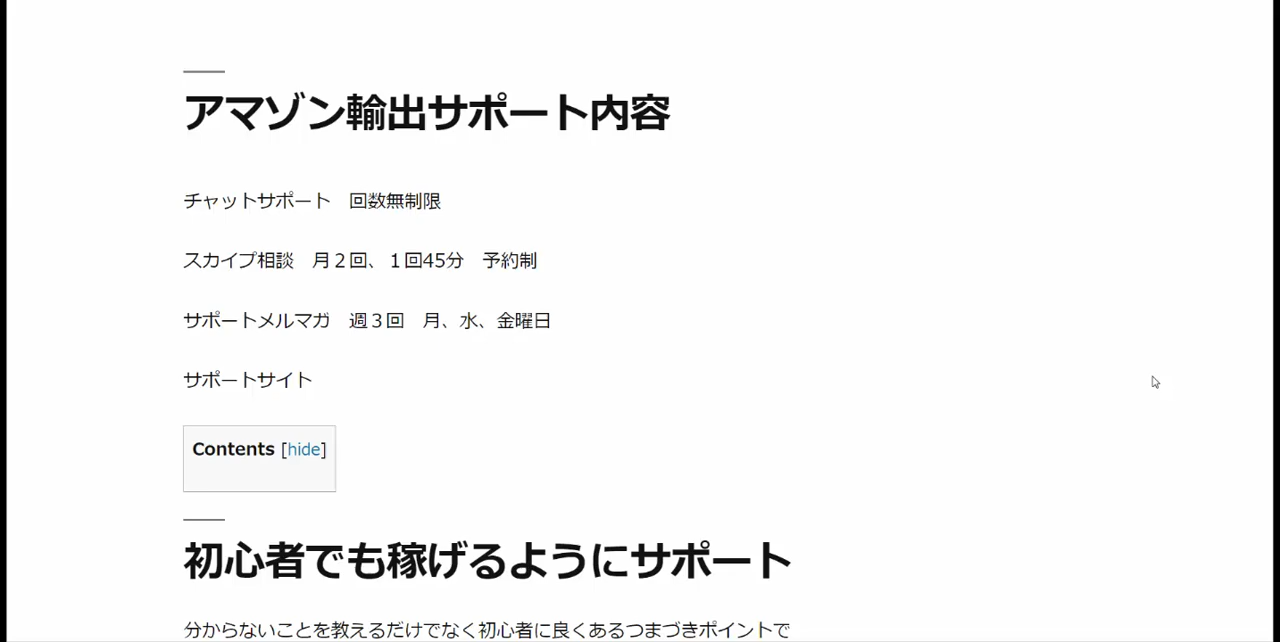 アマゾン輸出サポート内容
チャットサポート　回数無制限
スカイプ相談　月２回、１回45分　予約制
サポートメルマガ　週３回　月、水、金曜日
サポートサイト
Contents [hide]
初心者でも稼げるようにサポート
分からないことを教えるだけでなく初心者に良くあるつまづきポイントで